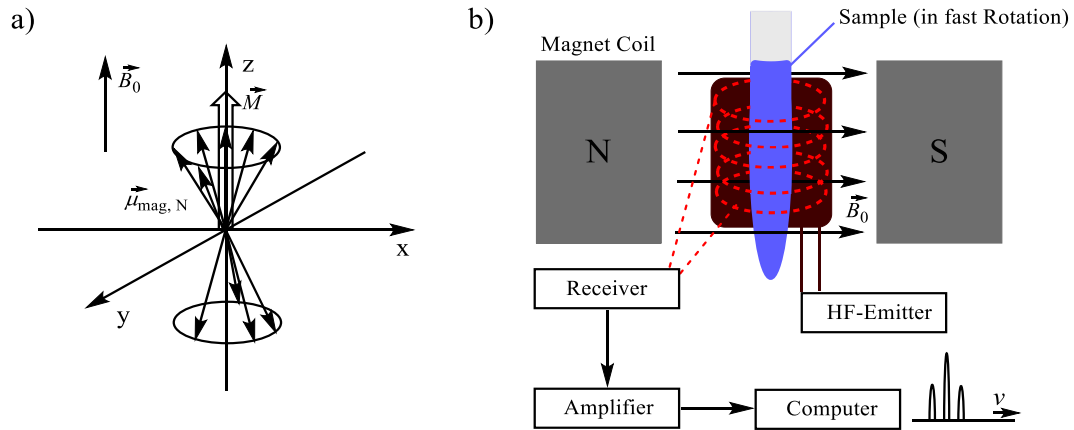 a)
B₀
z
M
μmag, N
x
y
b)
Sample (in fast Rotation)
Magnet Coil
N
S
B₀
Receiver
HF-Emitter
Amplifier
Computer
ν